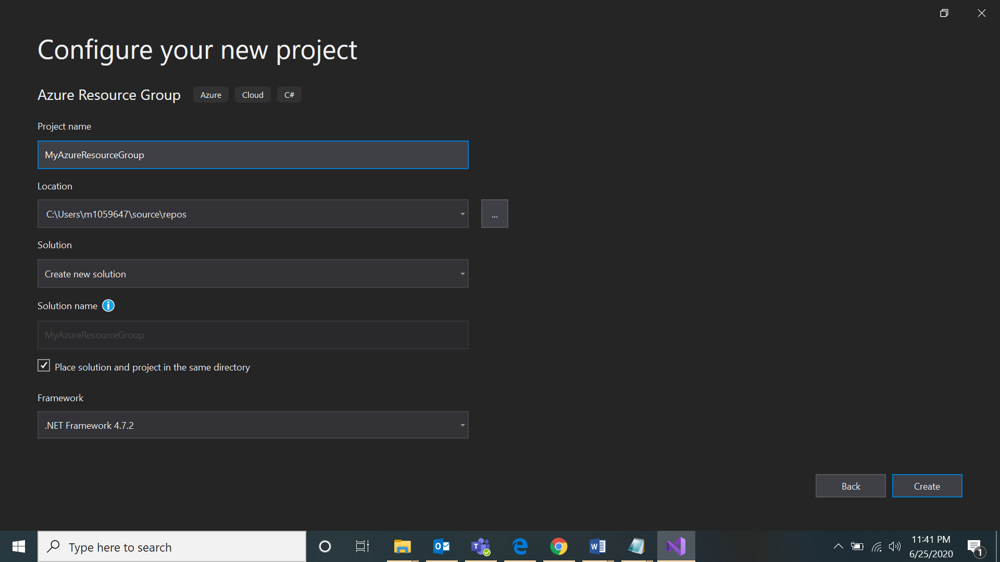 Configure your new project
Azure Resource Group Azure Cloud C#
Project name
MyAzureResourceGroup
Location
C:\Users\m1059647\source\repos
...
Solution
Create new solution
Solution name
MyAzureResourceGroup
Place solution and project in the same directory
Framework
.NET Framework 4.7.2
Back Create
Type here to search
11:41 PM
6/25/2020
1